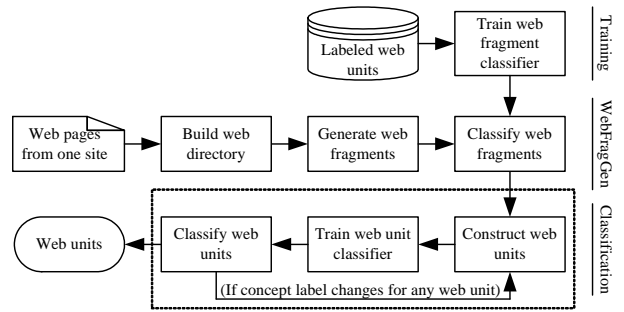 Labeled web
units
Train web
fragment
classifier
Training
Web pages
from one site
Build web
directory
Generate web
fragments
Classify web
fragments
WebFragGen
Web units
Classify web
units
Train web unit
classifier
Construct web
units
Classification
(If concept label changes for any web unit)